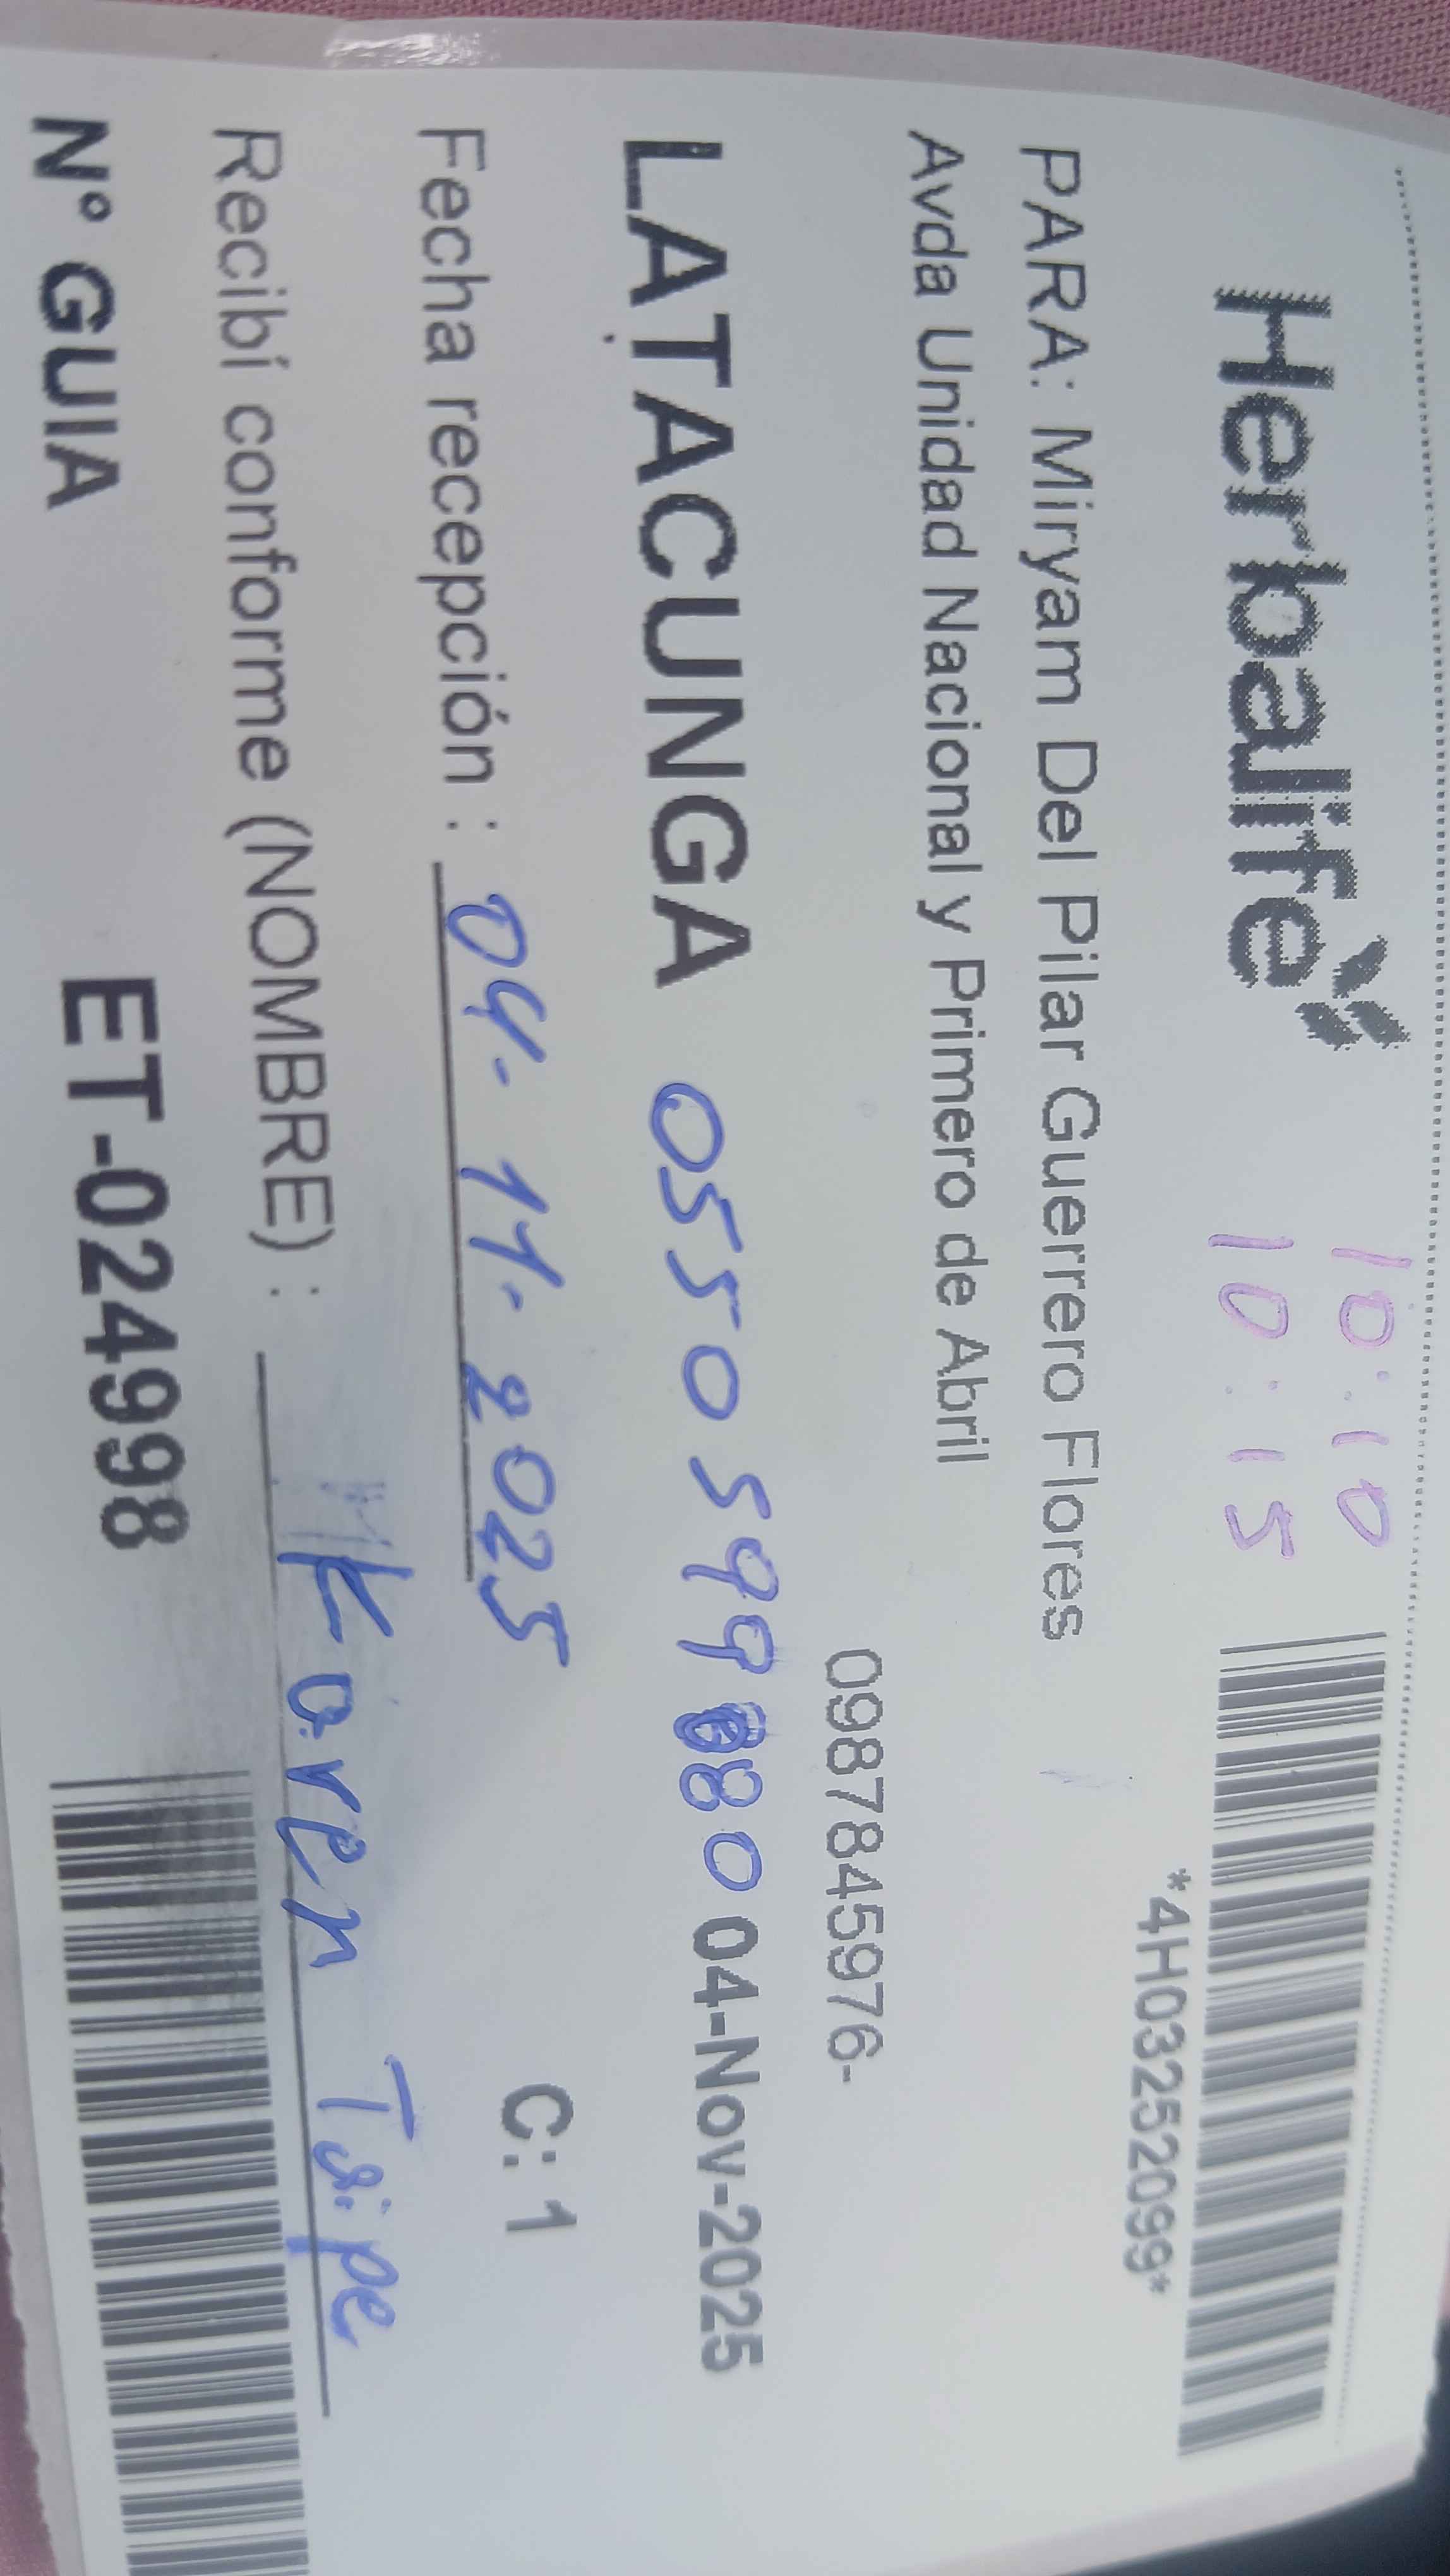 Herbalife
10:10
10:15
*4H03252099*
PARA: Miryam Del Pilar Guerrero Flores
Avda Unidad Nacional y Primero de Abril
0987845976-
LATACUNGA 04-Nov-2025
Fecha recepción : 04-11-2025
C: 1
Recibí conforme (NOMBRE) : Karen Taipe
N° GUIA ET-024998